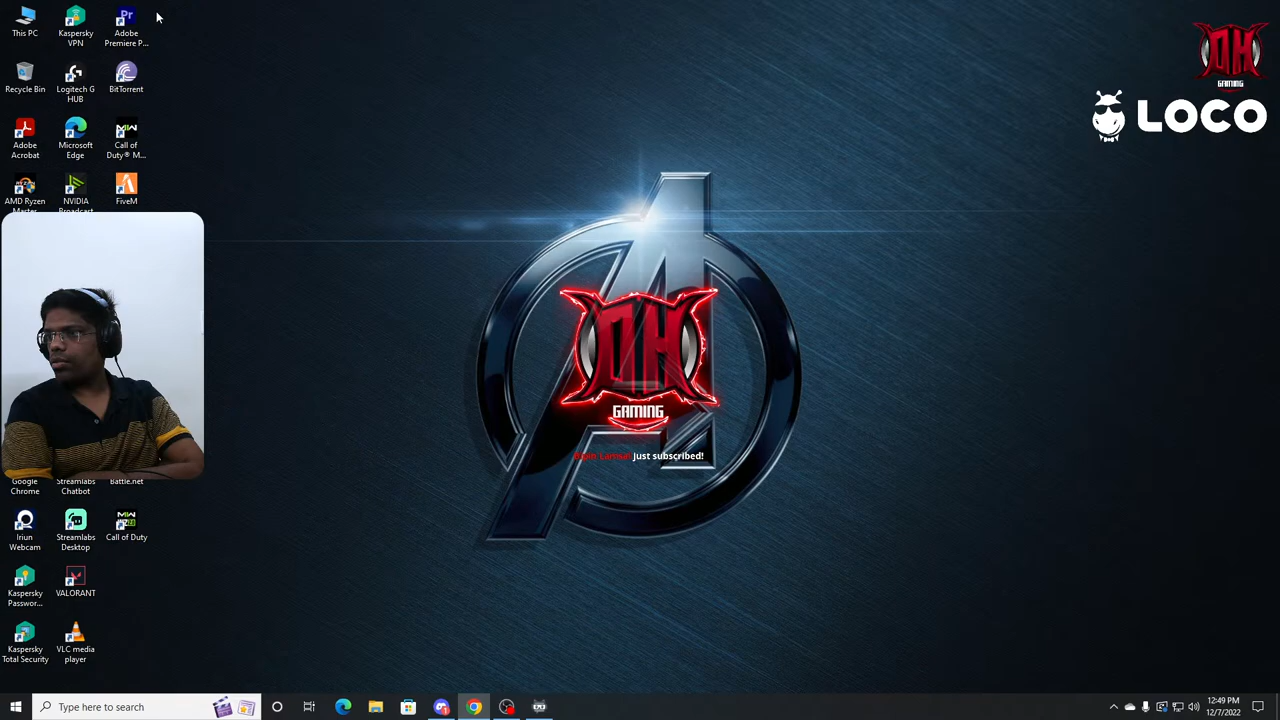 This PC
Kaspersky
VPN
Adobe
Premiere P...
Recycle Bin
Logitech G
HUB
BitTorrent
Adobe
Acrobat
Microsoft
Edge
Call of
Duty® M...
AMD Ryzen
Master
NVIDIA
Broadcast
FiveM
Google
Chrome
Streamlabs
Chatbot
Battle.net
Iriun
Webcam
Streamlabs
Desktop
Call of Duty
Kaspersky
Passwor...
VALORANT
Kaspersky
Total Security
VLC media
player
GAMING
LOCO
GAMING
Just subscribed!
Type here to search
12:49 PM
12/7/2022